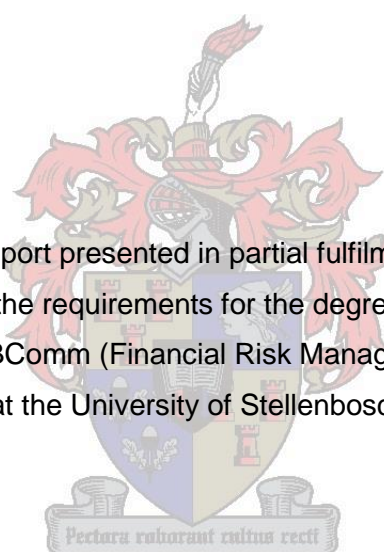 port presented in partial fulfilm
the requirements for the degre
BComm (Financial Risk Manag
at the University of Stellenbosc
Pectora roborant cultus recti